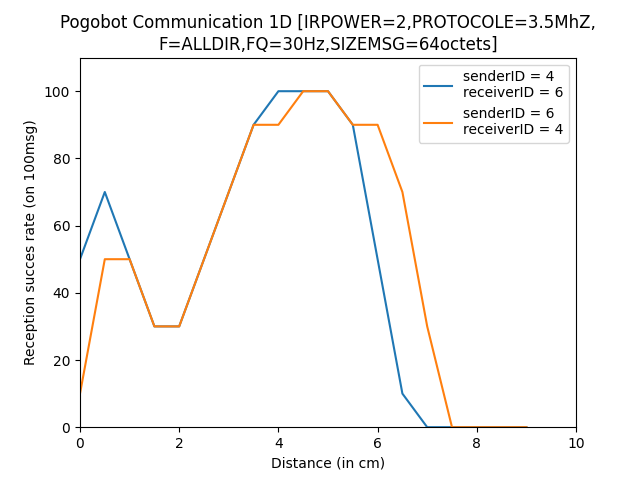 Pogobot Communication 1D [IRPOWER=2,PROTOCOLE=3.5MhZ,
F=ALLDIR,FQ=30Hz,SIZEMSG=64octets]
senderID = 4
receiverID = 6
senderID = 6
receiverID = 4
Reception succes rate (on 100msg)
100
80
60
40
20
0
0 2 4 6 8 10
Distance (in cm)